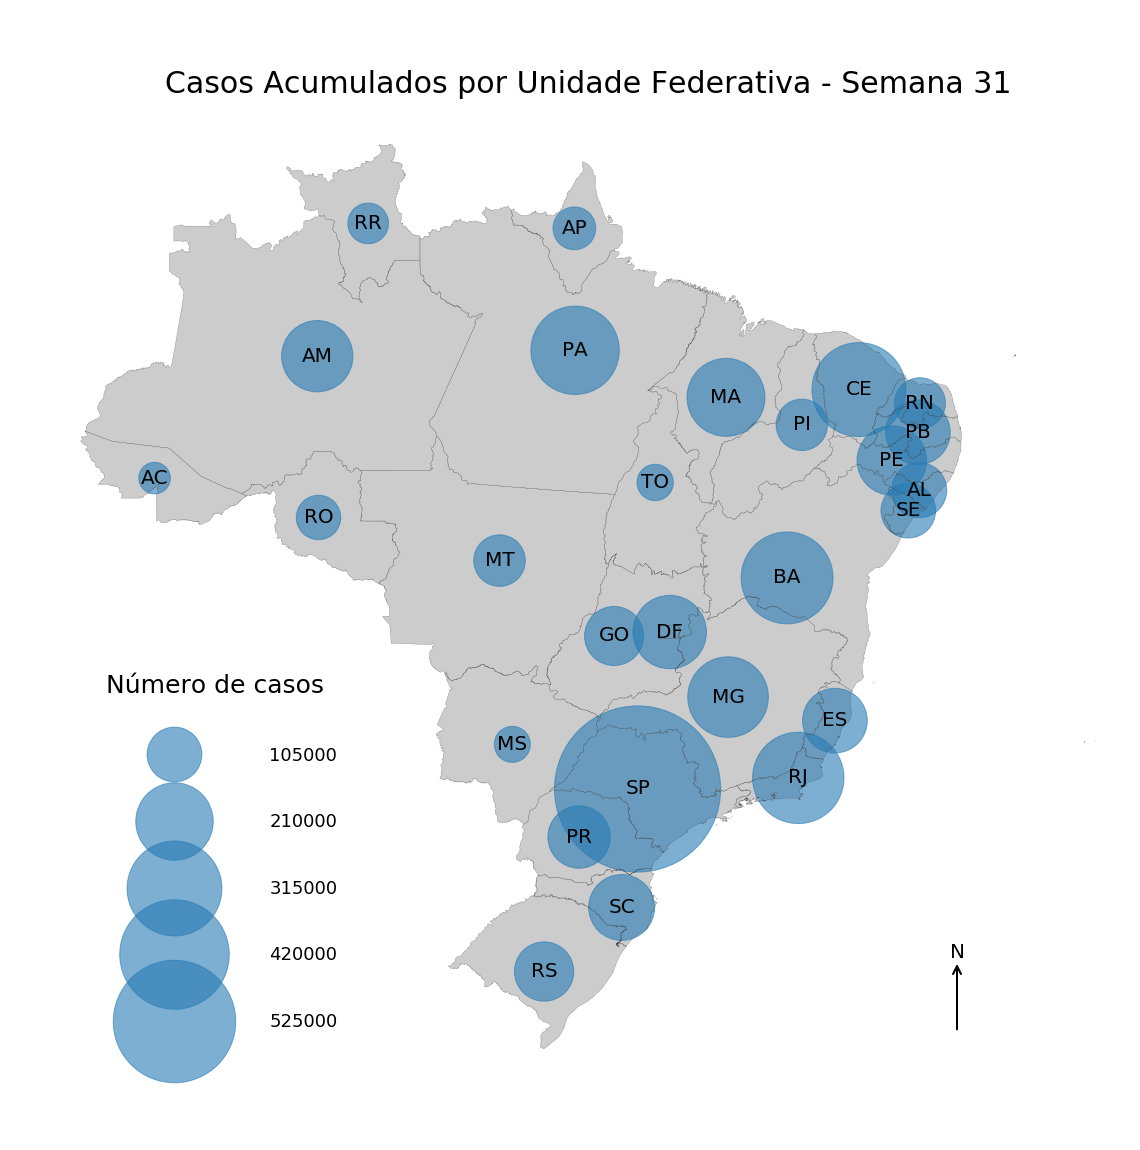 Casos Acumulados por Unidade Federativa - Semana 31
RR
AP
AM
PA
MA
CE
RN
PI
PB
PE
AC
TO
AL
SE
RO
MT
BA
GO
DF
MG
ES
MS
RJ
SP
PR
SC
RS
Número de casos
105000
210000
315000
420000
525000
N